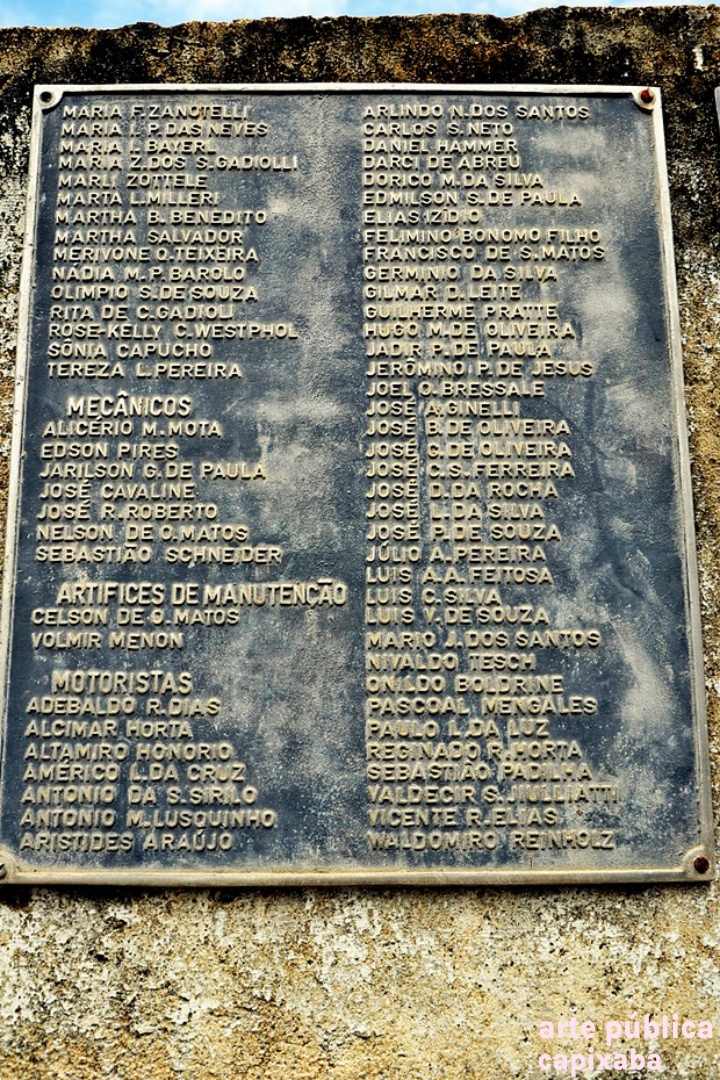 MARIA F. ZANOTELLI
MARIA I. P. DAS NEVES
MARIA I. BAYERL
MARIA Z. DOS S. GADIOLLI
MARLI ZOTTELE
MARTA L. MILLERI
MARTHA B. BENEDITO
MARTHA SALVADOR
MERIVONE Q. TEIXEIRA
NÁDIA M. P. BAROLO
OLIMPIO S. DE SOUZA
RITA DE C. GADIOLI
ROSE-KELLY C. WESTPHOL
SÔNIA CAPUCHO
TEREZA L. PEREIRA
MECÂNICOS
ALICÉRIO M. MOTA
EDSON PIRES
JARILSON G. DE PAULA
JOSÉ CAVALINE
JOSÉ R. ROBERTO
NELSON DE O. MATOS
SEBASTIÃO SCHNEIDER
ARTIFICES DE MANUTENÇÃO
CELSON DE O. MATOS
VOLMIR MENON
MOTORISTAS
ADEBALDO R. DIAS
ALCIMAR HORTA
ALTAMIRO HONORIO
AMÉRICO L. DA CRUZ
ANTONIO DA S. SIRILO
ANTONIO M. LUSQUINHO
ARISTIDES ARAÚJO
ARLINDO N. DOS SANTOS
CARLOS S. NETO
DANIEL HAMMER
DARCI DE ABREU
DORICO M. DA SILVA
EDMILSON S. DE PAULA
ELIAS IZÍDIO
FELIMINO BONOMO FILHO
FRANCISCO DE S. MATOS
GERMINIO DA SILVA
GILMAR D. LEITE
GUILHERME PRATTE
HUGO M. DE OLIVEIRA
JADIR P. DE PAULA
JERÔMINO P. DE JESUS
JOEL O. BRESSALE
JOSÉ A. GINELLI
JOSÉ B. DE OLIVEIRA
JOSÉ C. DE OLIVEIRA
JOSÉ C. S. FERREIRA
JOSÉ D. DA ROCHA
JOSÉ L. DA SILVA
JOSÉ P. DE SOUZA
JÚLIO A. PEREIRA
LUIS A. A. FEITOSA
LUIS C. SILVA
LUIS V. DE SOUZA
MARIO J. DOS SANTOS
NIVALDO TESCH
ONILDO BOLDRINE
PASCOAL MENGALES
PAULO L. DA LUZ
REGINADO R. HORTA
SEBASTIÃO PADILHA
VALDECIR S. JIULLIATTI
VICENTE R. ELIAS
WALDOMIRO REINHOLZ
arte pública
capixaba